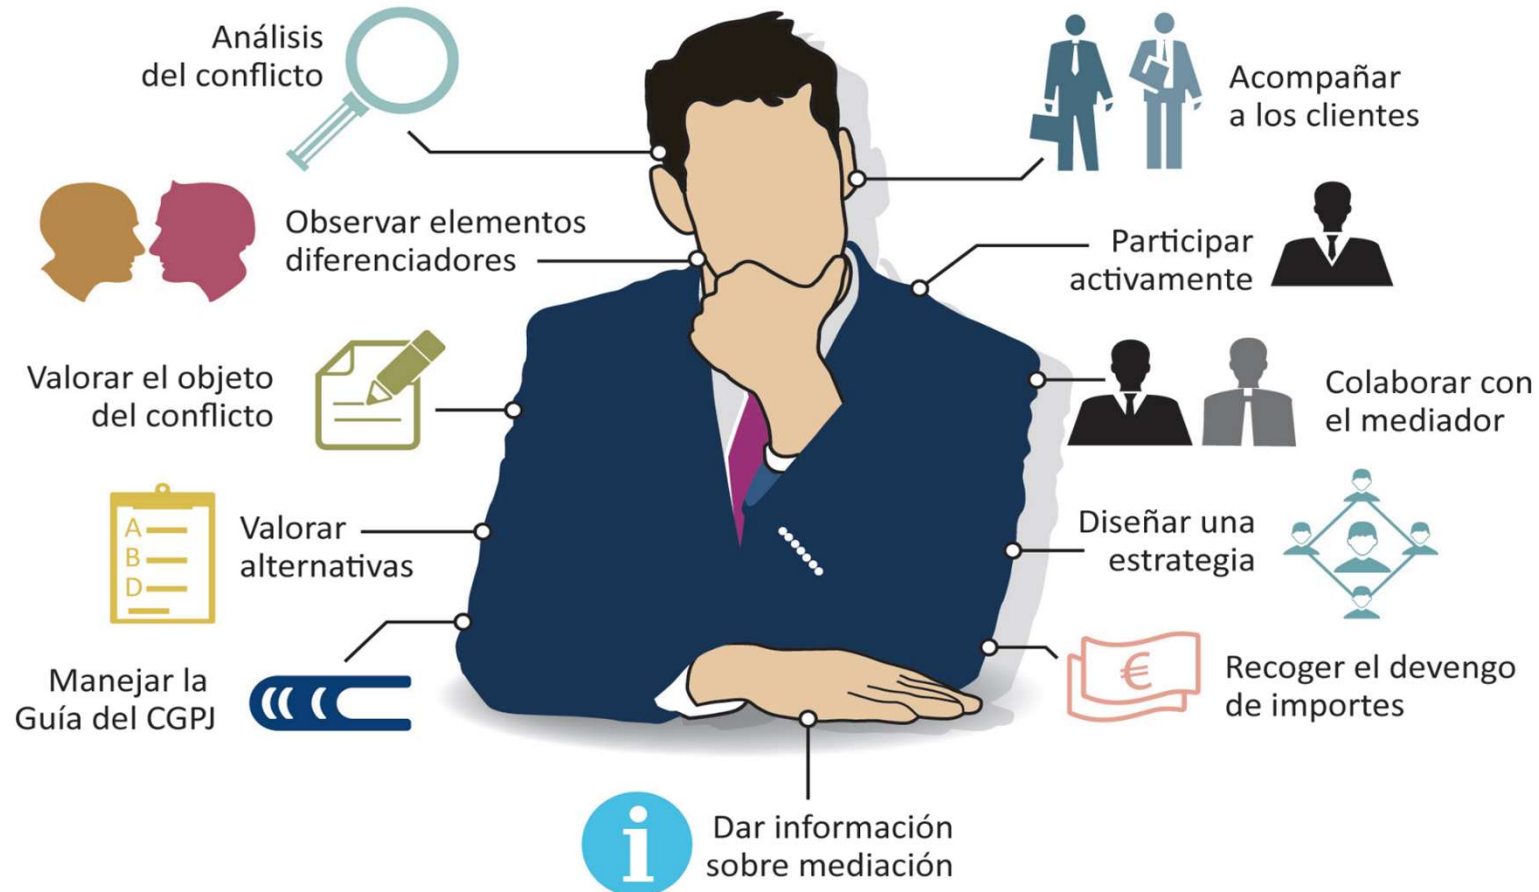 Análisis
del conflicto
Observar elementos
diferenciadores
Valorar el objeto
del conflicto
A
B
D
Valorar
alternativas
Manejar la
Guía del CGPJ
Acompañar
a los clientes
Participar
activamente
Colaborar con
el mediador
Diseñar una
estrategia
€
Recoger el devengo
de importes
i
Dar información
sobre mediación